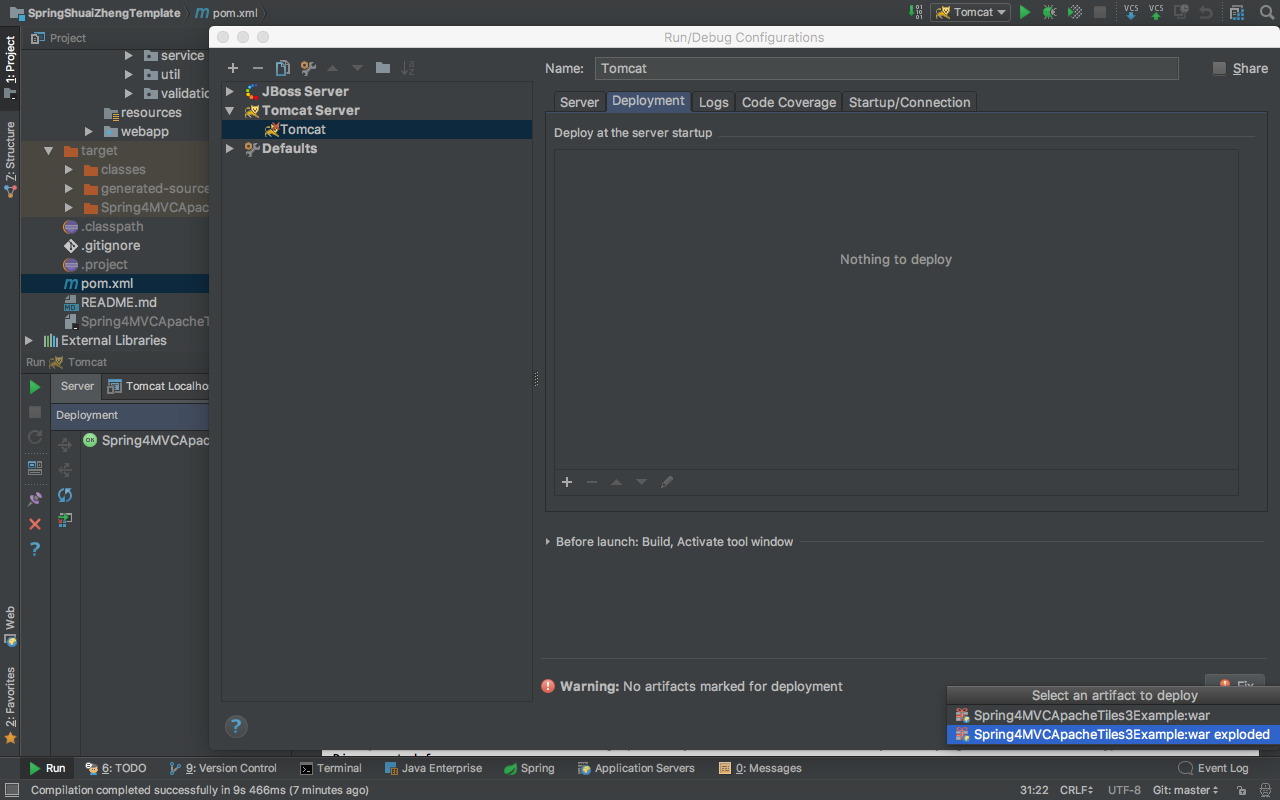 SpringShuaiZhengTemplate
pom.xml
Tomcat
VCS
VCS
1: Project
Z: Structure
Web
2: Favorites
Project
service
util
validatio
resources
webapp
target
classes
generated-source
Spring4MVCApac
.classpath
.gitignore
.project
pom.xml
README.md
Spring4MVCApacheT
External Libraries
Run Tomcat
Server
Tomcat Localho
Deployment
Spring4MVCApac
Run/Debug Configurations
JBoss Server
Tomcat Server
Tomcat
Defaults
Name: Tomcat
Share
Server
Deployment
Logs
Code Coverage
Startup/Connection
Deploy at the server startup
Nothing to deploy
Before launch: Build, Activate tool window
Warning: No artifacts marked for deployment
Fix
Select an artifact to deploy
Spring4MVCApacheTiles3Example:war
Spring4MVCApacheTiles3Example:war exploded
Run
6: TODO
9: Version Control
Terminal
Java Enterprise
Spring
Application Servers
0: Messages
Event Log
Compilation completed successfully in 9s 466ms (7 minutes ago)
31:22
CRLF
UTF-8
Git: master